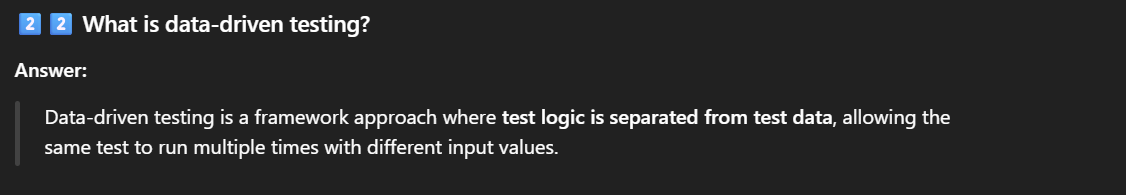 2️⃣ 2️⃣ What is data-driven testing?
Answer:
Data-driven testing is a framework approach where test logic is separated from test data, allowing the
same test to run multiple times with different input values.